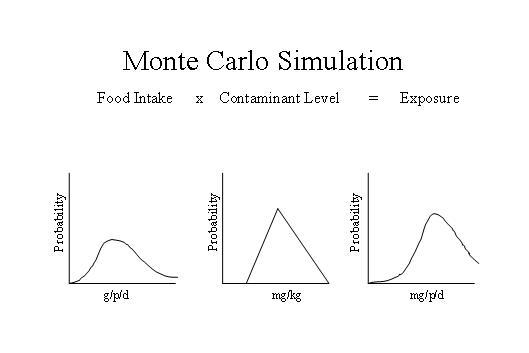 Monte Carlo Simulation
Food Intake x Contaminant Level = Exposure
Probability
Probability
Probability
g/p/d
mg/kg
mg/p/d